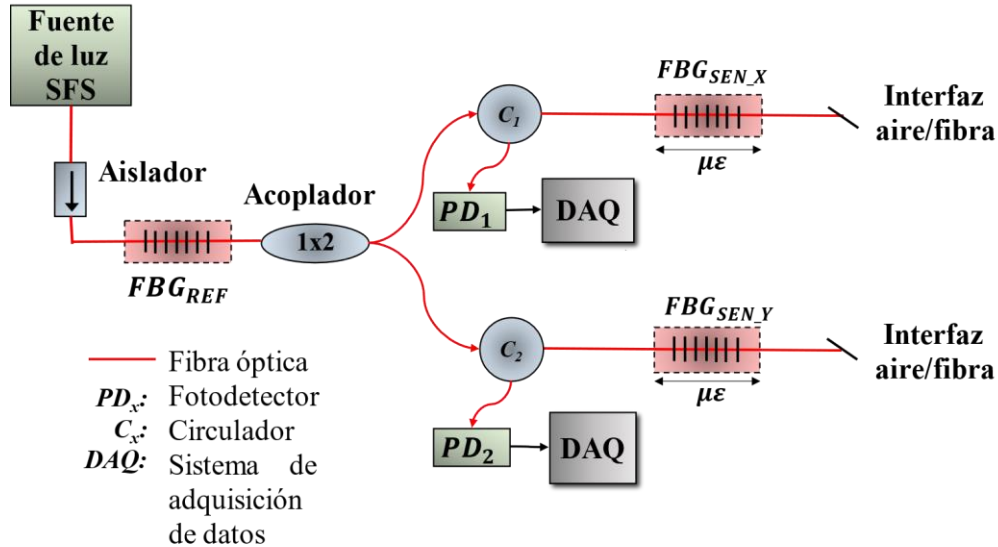 Fuente
de luz
SFS
Aislador
FBG_REF
Acoplador
1x2
C_1
PD_1
DAQ
FBG_SEN_X
με
Interfaz
aire/fibra
C_2
PD_2
DAQ
FBG_SEN_Y
με
Interfaz
aire/fibra
Fibra óptica
PD_x: Fotodetector
C_x: Circulador
DAQ: Sistema de
adquisición
de datos